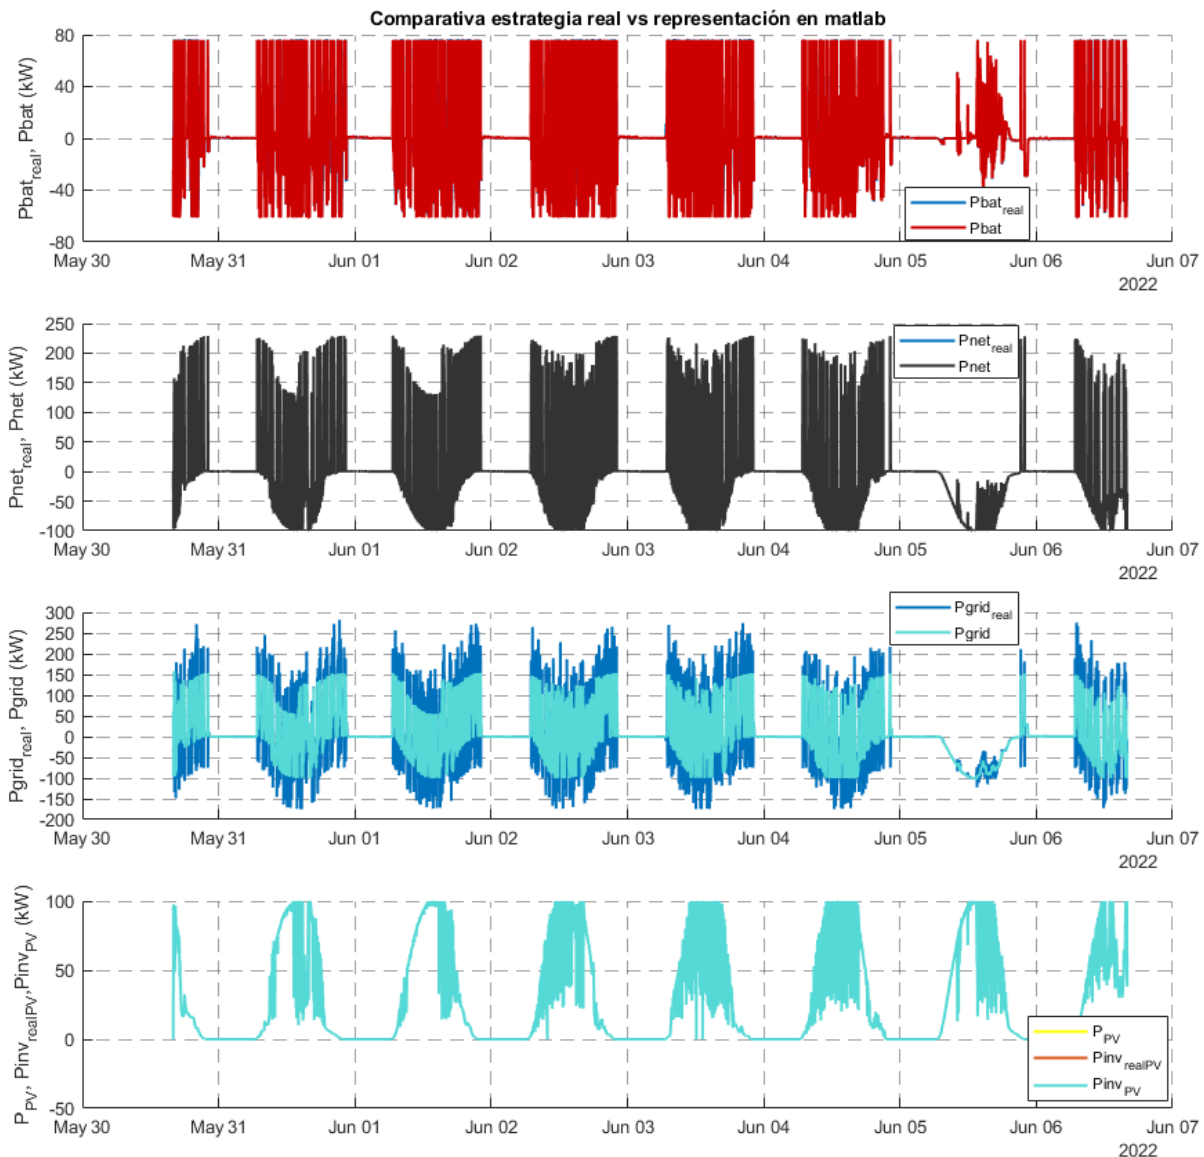 Comparativa estrategia real vs representación en matlab
Pbat_real, Pbat (kW)
80
40
0
-40
-80
Pbat_real
Pbat
May 30 May 31 Jun 01 Jun 02 Jun 03 Jun 04 Jun 05 Jun 06 Jun 07
2022
Pnet_real, Pnet (kW)
250
200
150
100
50
0
-50
-100
Pnet_real
Pnet
May 30 May 31 Jun 01 Jun 02 Jun 03 Jun 04 Jun 05 Jun 06 Jun 07
2022
Pgrid_real, Pgrid (kW)
300
250
200
150
100
50
0
-50
-100
-150
-200
Pgrid_real
Pgrid
May 30 May 31 Jun 01 Jun 02 Jun 03 Jun 04 Jun 05 Jun 06 Jun 07
2022
P_PV, Pinv_realPV,Pinv_PV (kW)
100
50
0
-50
P_PV
Pinv_realPV
Pinv_PV
May 30 May 31 Jun 01 Jun 02 Jun 03 Jun 04 Jun 05 Jun 06 Jun 07
2022